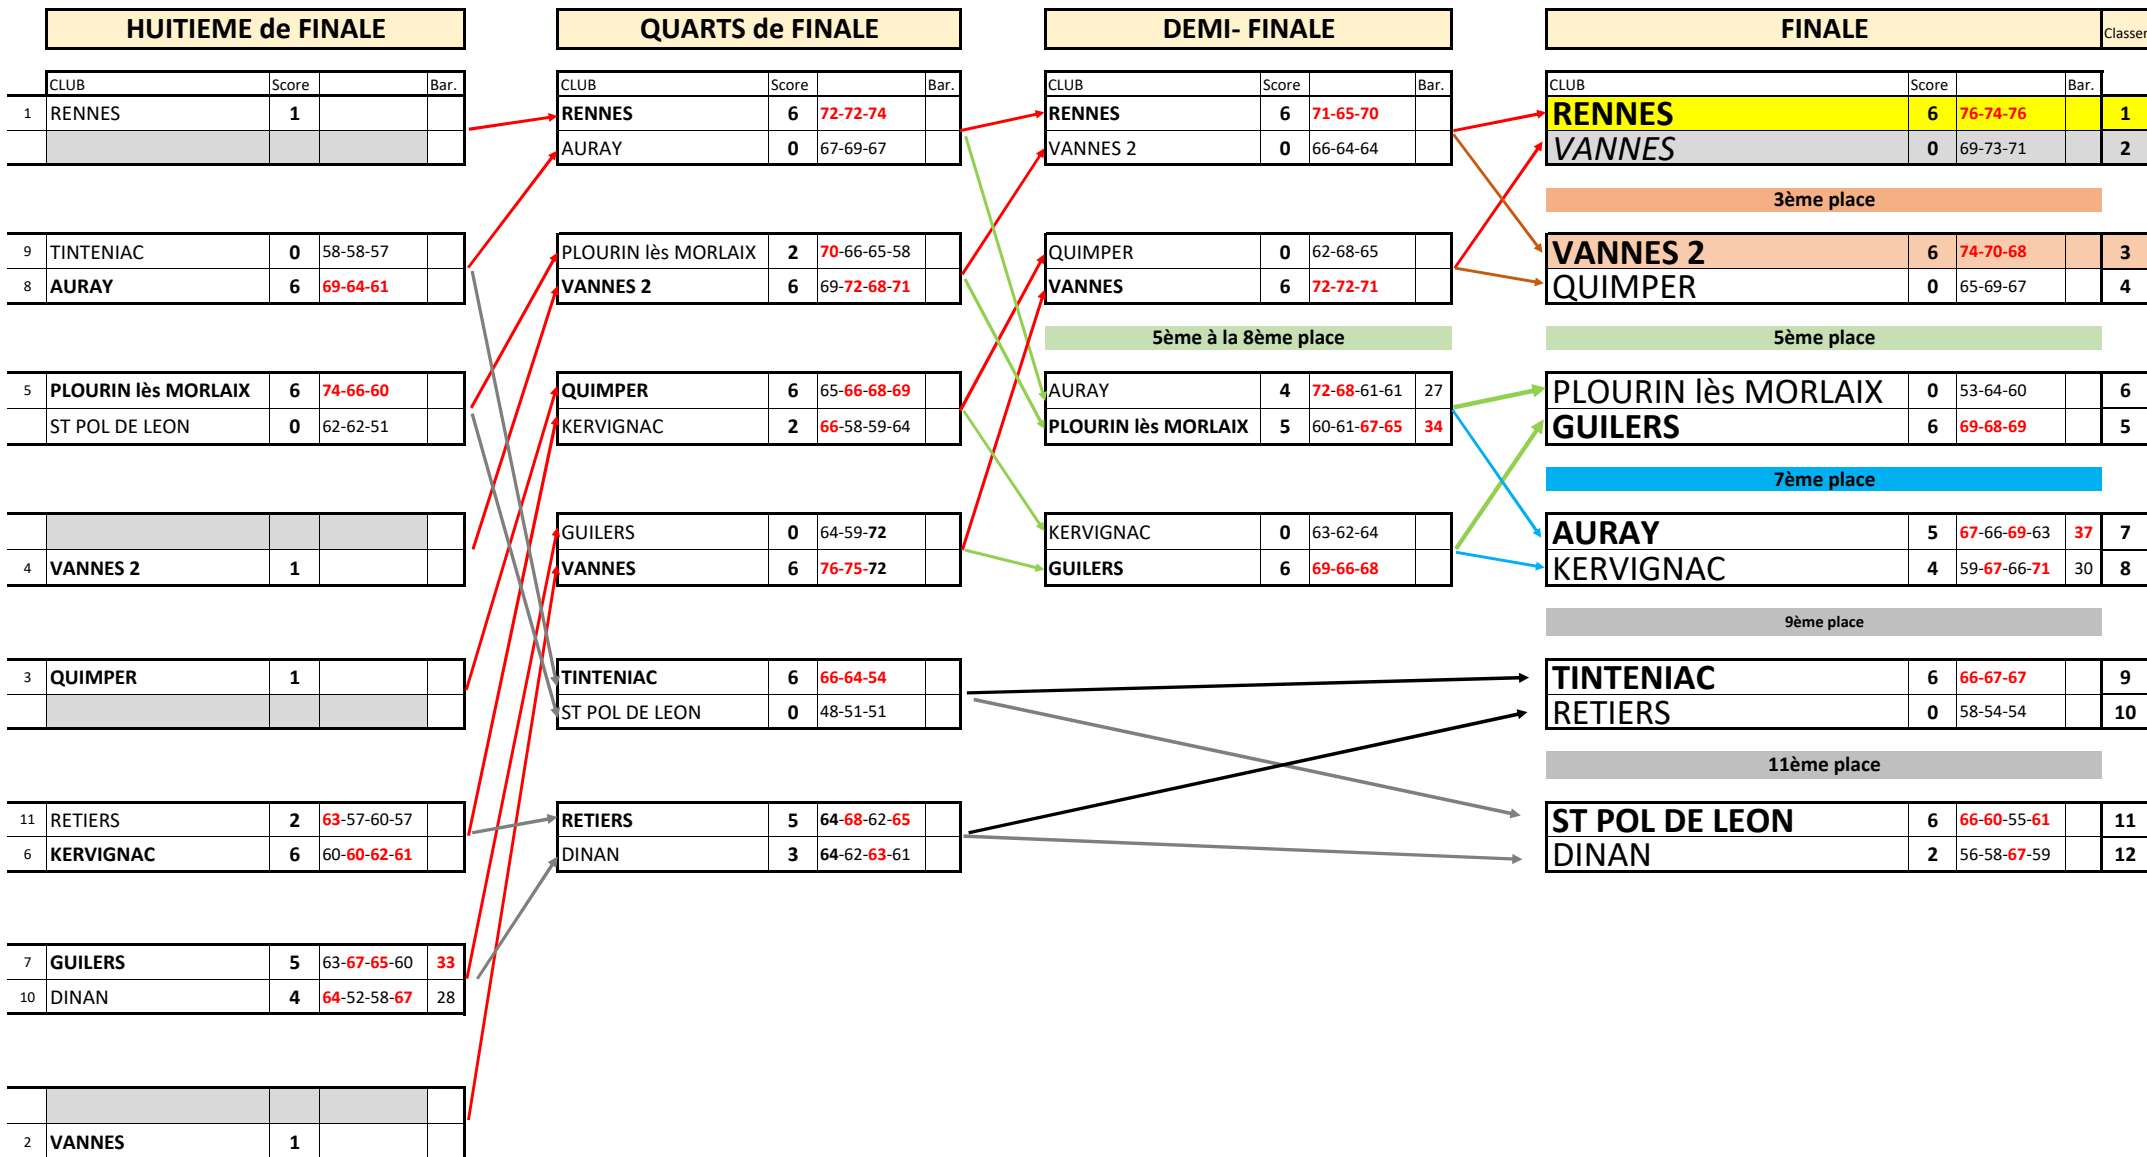 HUITIEME de FINALE QUARTS de FINALE DEMI- FINALE FINALE Classer
CLUB Score Bar. CLUB Score Bar. CLUB Score Bar. CLUB Score Bar.
1 RENNES 1 RENNES 6 72-72-74 RENNES 6 71-65-70 RENNES 6 76-74-76 1
AURAY 0 67-69-67 VANNES 2 0 66-64-64 VANNES 0 69-73-71 2
3ème place
9 TINTENIAC 0 58-58-57 PLOURIN lès MORLAIX 2 70-66-65-58 QUIMPER 0 62-68-65 VANNES 2 6 74-70-68 3
8 AURAY 6 69-64-61 VANNES 2 6 69-72-68-71 VANNES 6 72-72-71 QUIMPER 0 65-69-67 4
5ème à la 8ème place 5ème place
5 PLOURIN lès MORLAIX 6 74-66-60 QUIMPER 6 65-66-68-69 AURAY 4 72-68-61-61 27 PLOURIN lès MORLAIX 0 53-64-60 6
ST POL DE LEON 0 62-62-51 KERVIGNAC 2 66-58-59-64 PLOURIN lès MORLAIX 5 60-61-67-65 34 GUILERS 6 69-68-69 5
7ème place
GUILERS 0 64-59-72 KERVIGNAC 0 63-62-64 AURAY 5 67-66-69-63 37 7
4 VANNES 2 1 VANNES 6 76-75-72 GUILERS 6 69-66-68 KERVIGNAC 4 59-67-66-71 30 8
9ème place
3 QUIMPER 1 TINTENIAC 6 66-64-54 TINTENIAC 6 66-67-67 9
ST POL DE LEON 0 48-51-51 RETIERS 0 58-54-54 10
11ème place
11 RETIERS 2 63-57-60-57 RETIERS 5 64-68-62-65 ST POL DE LEON 6 66-60-55-61 11
6 KERVIGNAC 6 60-60-62-61 DINAN 3 64-62-63-61 DINAN 2 56-58-67-59 12
7 GUILERS 5 63-67-65-60 33
10 DINAN 4 64-52-58-67 28
2 VANNES 1